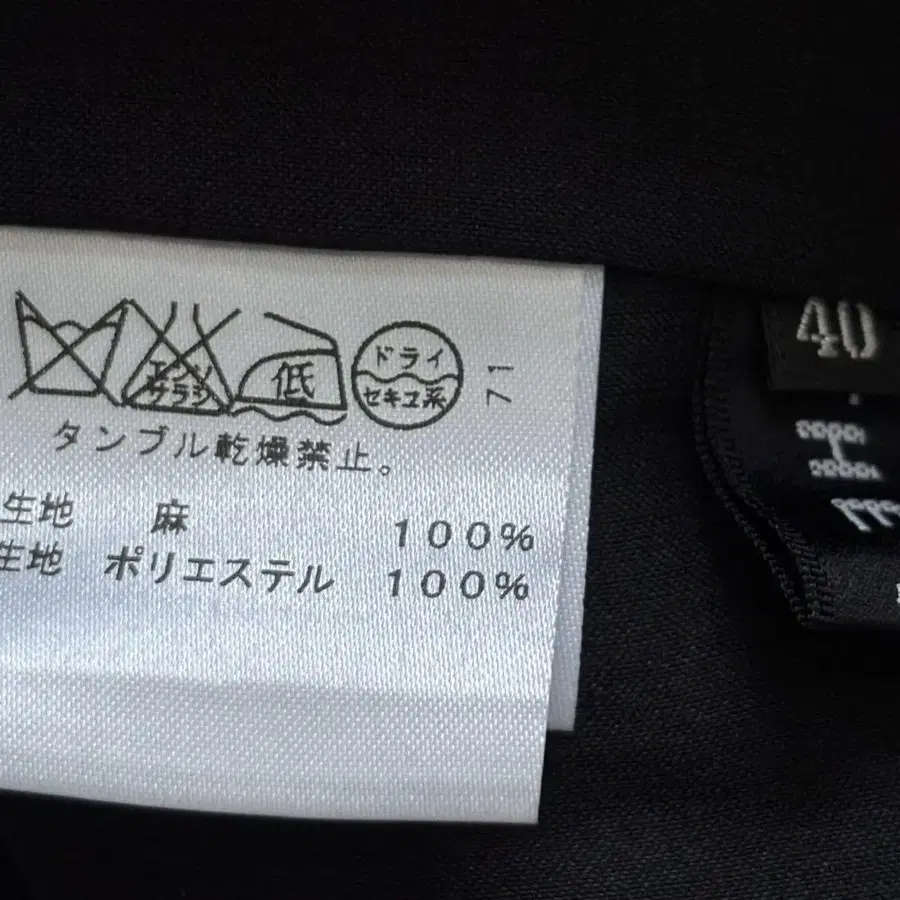 エンソ
サラシ
低
ドライ
セキユ系
71
タンブル乾燥禁止。
生地 麻 100%
生地 ポリエステル 100%
40